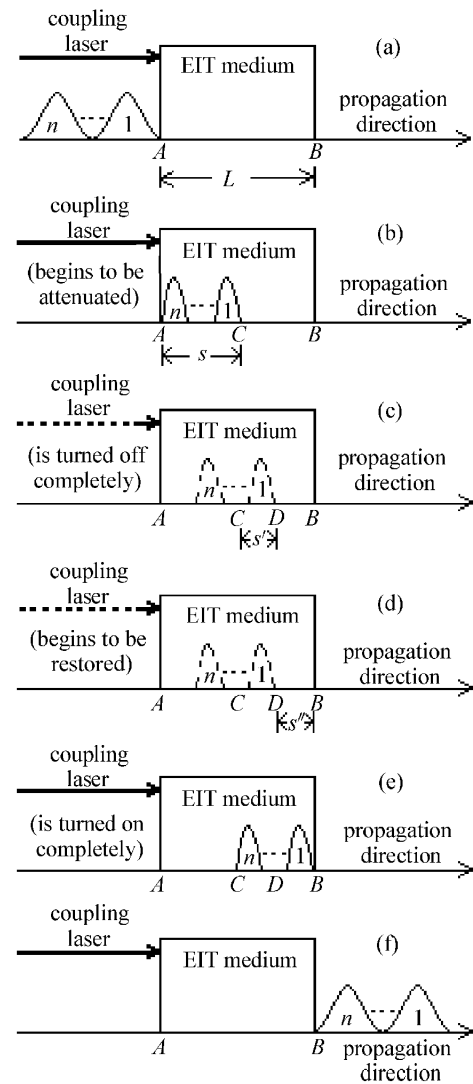 coupling
laser
(a)
EIT medium
propagation
direction
n
1
A
B
L
coupling
laser
(b)
EIT medium
(begins to be
attenuated)
propagation
direction
n
1
A
C
B
s
coupling
laser
(c)
EIT medium
(is turned off
completely)
propagation
direction
n
1
A
C
D
B
s′
coupling
laser
(d)
EIT medium
(begins to be
restored)
propagation
direction
n
1
A
C
D
B
s″
coupling
laser
(e)
EIT medium
(is turned on
completely)
propagation
direction
n
1
A
C
D
B
coupling
laser
(f)
EIT medium
n
1
A
B
propagation
direction